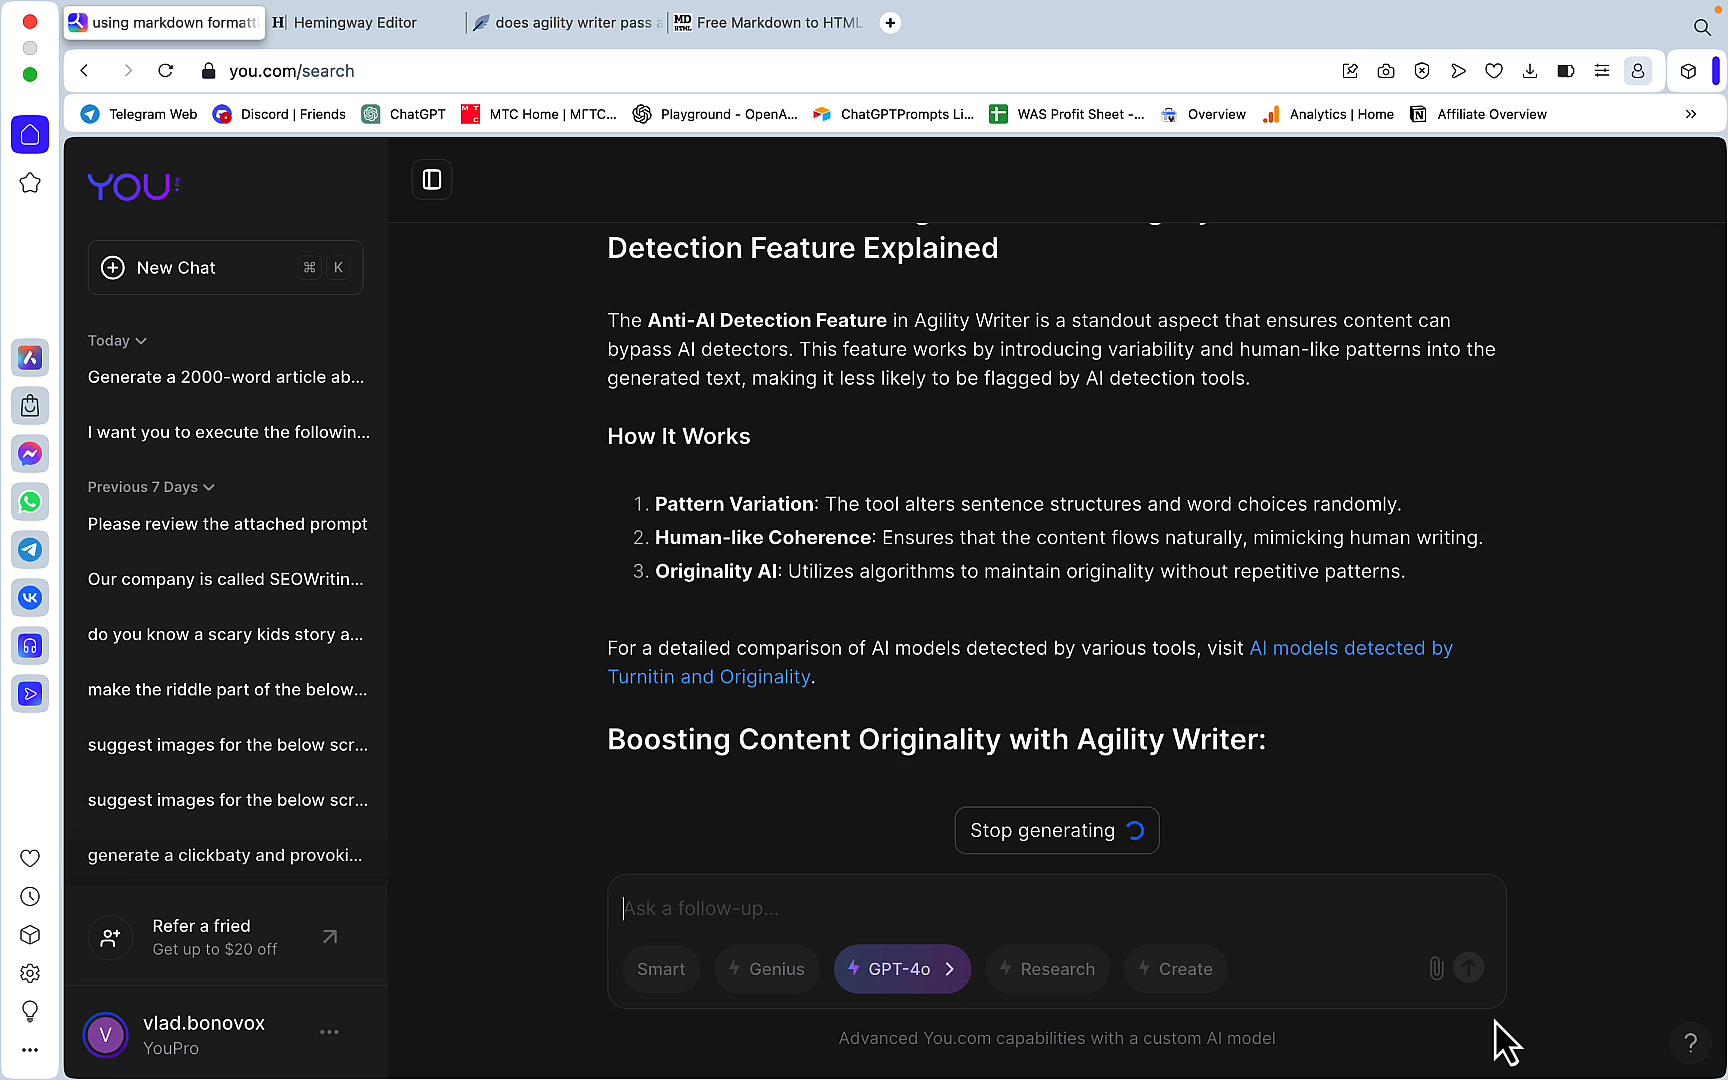 using markdown formatt
Hemingway Editor
does agility writer pass a
MD
HTML
Free Markdown to HTML
you.com/search
Telegram Web
Discord | Friends
ChatGPT
МТС Home | МГТС...
Playground - OpenA...
ChatGPTPrompts Li...
WAS Profit Sheet -...
Overview
Analytics | Home
Affiliate Overview
YOU
New Chat
⌘ K
Today
Generate a 2000-word article ab...
I want you to execute the followin...
Previous 7 Days
Please review the attached prompt
Our company is called SEOWritin...
do you know a scary kids story a...
make the riddle part of the below...
suggest images for the below scr...
suggest images for the below scr...
generate a clickbaty and provoki...
Refer a fried
Get up to $20 off
V
vlad.bonovox
YouPro
Detection Feature Explained
The Anti-AI Detection Feature in Agility Writer is a standout aspect that ensures content can
bypass AI detectors. This feature works by introducing variability and human-like patterns into the
generated text, making it less likely to be flagged by AI detection tools.
How It Works
1. Pattern Variation: The tool alters sentence structures and word choices randomly.
2. Human-like Coherence: Ensures that the content flows naturally, mimicking human writing.
3. Originality AI: Utilizes algorithms to maintain originality without repetitive patterns.
For a detailed comparison of AI models detected by various tools, visit AI models detected by
Turnitin and Originality.
Boosting Content Originality with Agility Writer:
Stop generating
Ask a follow-up...
Smart
Genius
GPT-4o
Research
Create
Advanced You.com capabilities with a custom AI model
?